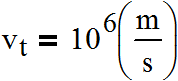 v_t = 10^6 (m/s)